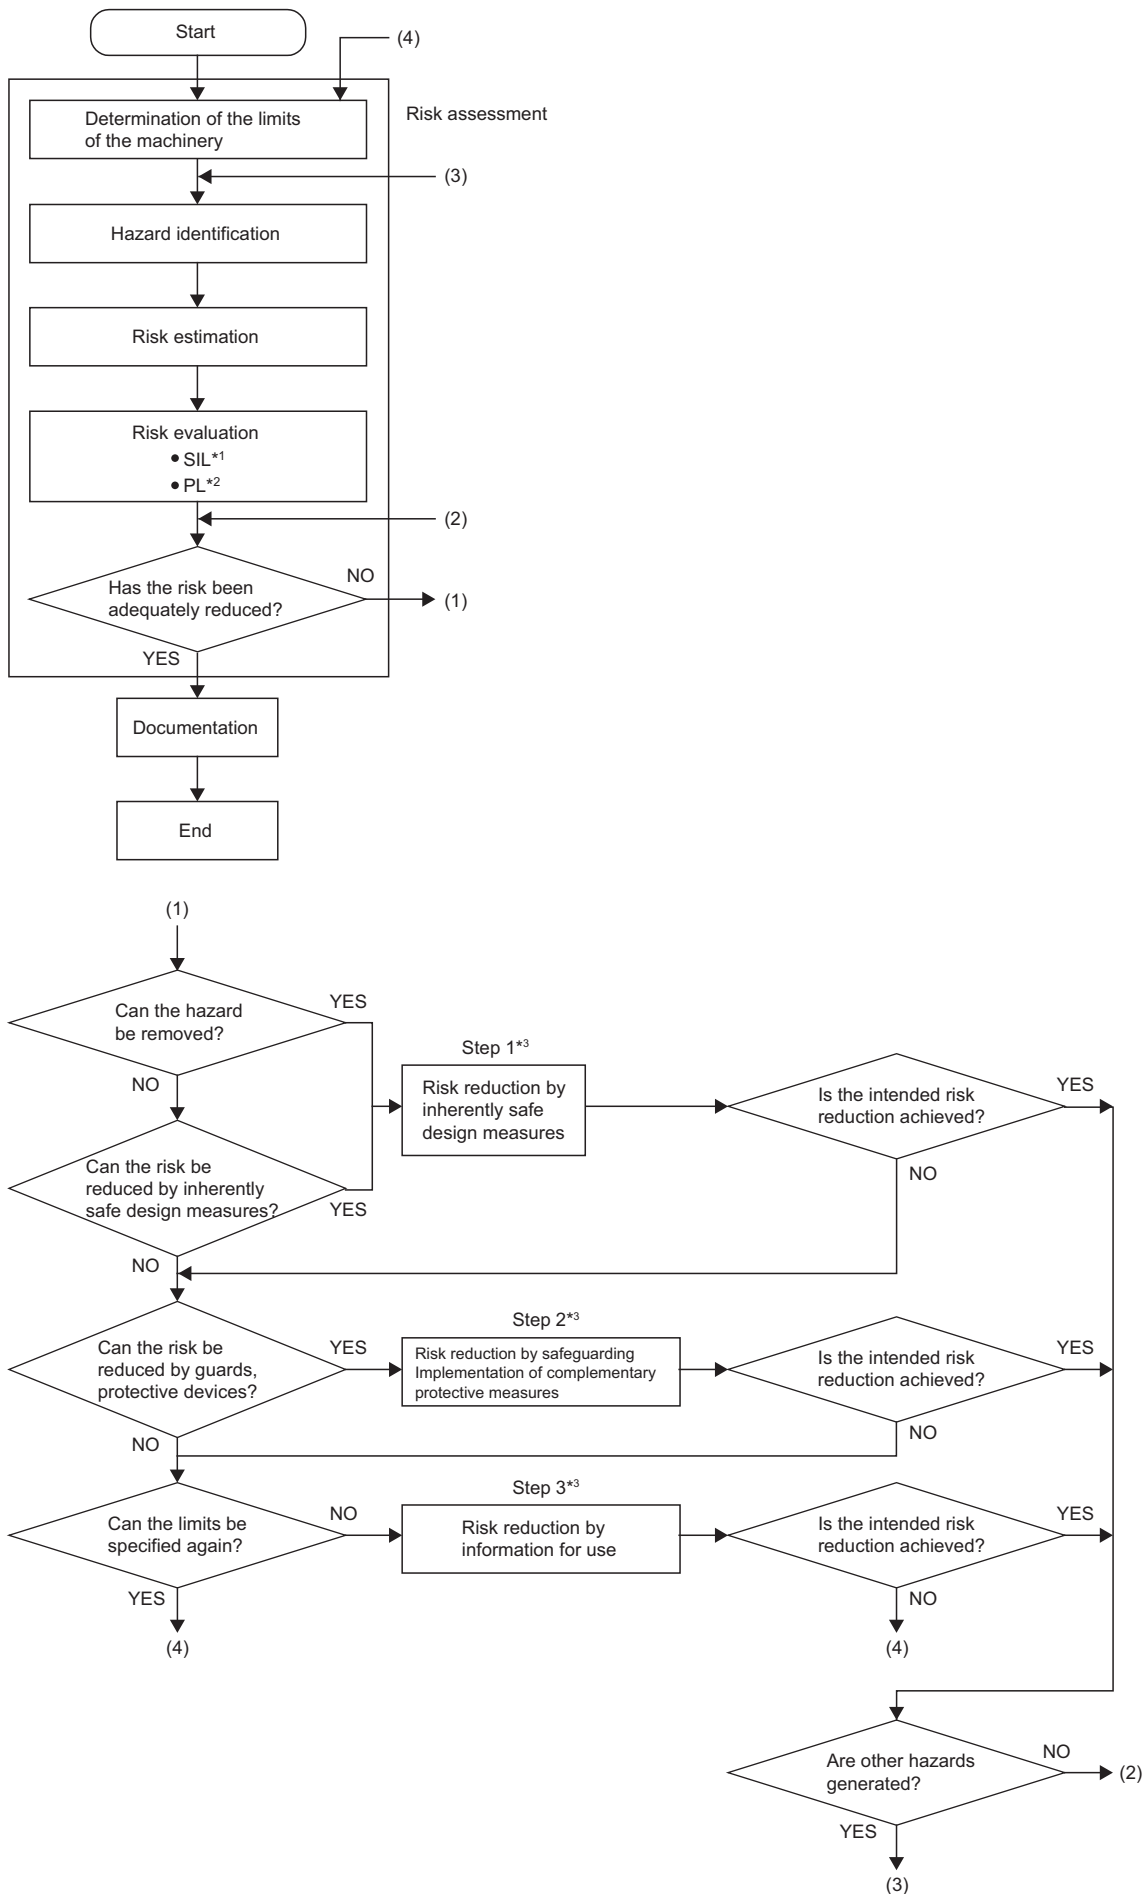 Start
(4)
Risk assessment
Determination of the limits
of the machinery
(3)
Hazard identification
Risk estimation
Risk evaluation
• SIL*1
• PL*2
(2)
Has the risk been
adequately reduced?
NO
(1)
YES
Documentation
End
(1)
Can the hazard
be removed?
YES
NO
Step 1*3
Risk reduction by
inherently safe
design measures
Is the intended risk
reduction achieved?
YES
NO
Can the risk be
reduced by inherently
safe design measures?
YES
NO
Can the risk be
reduced by guards,
protective devices?
YES
NO
Step 2*3
Risk reduction by safeguarding
Implementation of complementary
protective measures
Is the intended risk
reduction achieved?
YES
NO
Can the limits be
specified again?
NO
YES
(4)
Step 3*3
Risk reduction by
information for use
Is the intended risk
reduction achieved?
YES
NO
(4)
Are other hazards
generated?
NO
(2)
YES
(3)